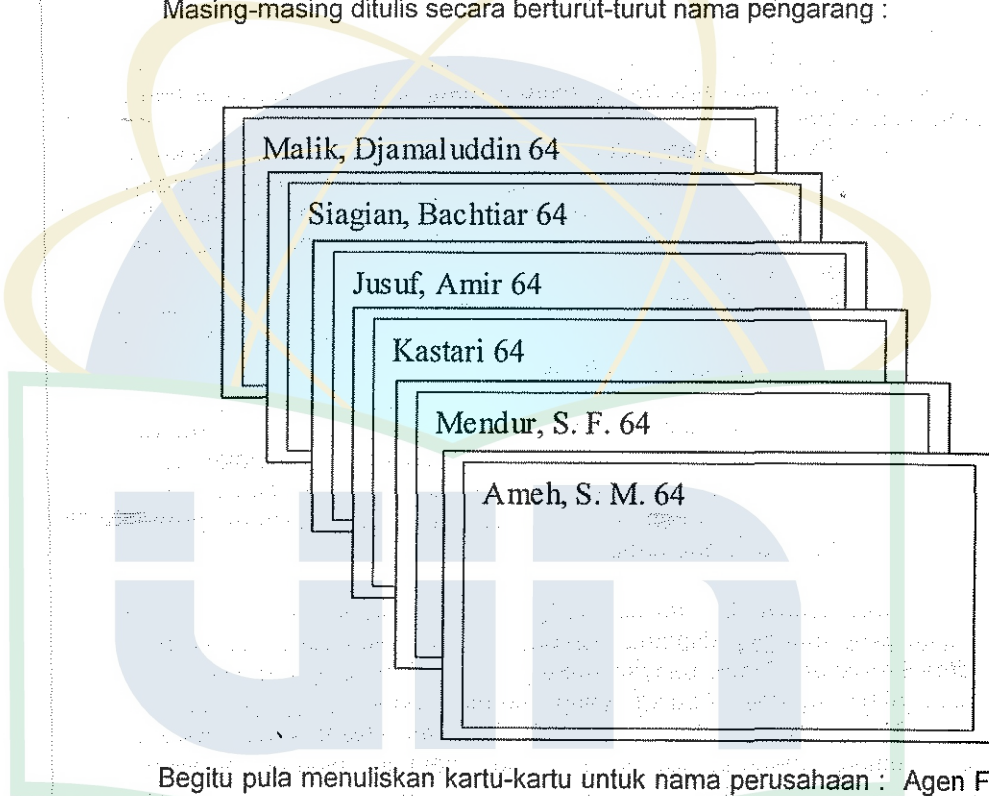 Masing-masing ditulis secara berturut-turut nama pengarang :
Malik, Djamaluddin 64
Siagian, Bachtiar 64
Jusuf, Amir 64
Kastari 64
Mendur, S. F. 64
Ameh, S. M. 64
uin
Begitu pula menuliskan kartu-kartu untuk nama perusahaan : Agen F